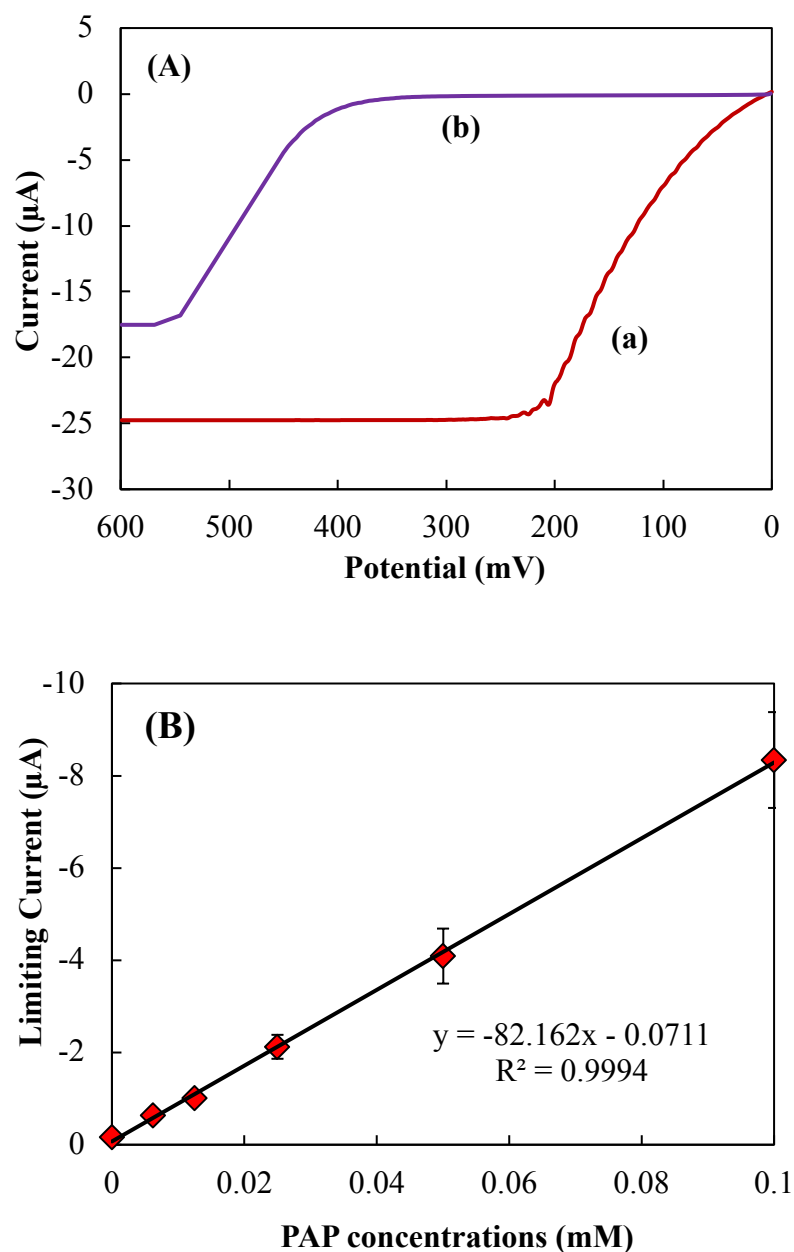 (A)
5
0
-5
-10
-15
-20
-25
-30
Current (µA)
(b)
(a)
600 500 400 300 200 100 0
Potential (mV)
(B)
-10
-8
-6
-4
-2
0
Limiting Current (µA)
y = -82.162x - 0.0711
R² = 0.9994
0 0.02 0.04 0.06 0.08 0.1
PAP concentrations (mM)